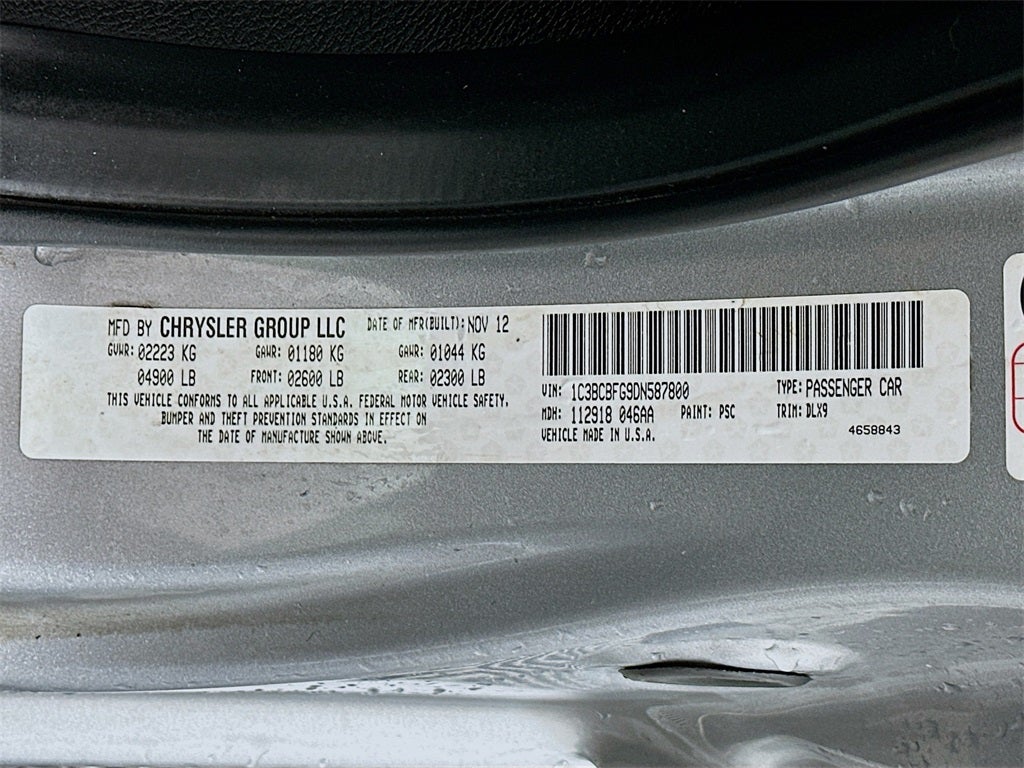 MFD BY CHRYSLER GROUP LLC DATE OF MFR(BUILT): NOV 12
GVWR: 02223 KG GAWR: 01180 KG GAWR: 01044 KG
04900 LB FRONT: 02600 LB REAR: 02300 LB
THIS VEHICLE CONFORMS TO ALL APPLICABLE U.S.A. FEDERAL MOTOR VEHICLE SAFETY,
BUMPER AND THEFT PREVENTION STANDARDS IN EFFECT ON
THE DATE OF MANUFACTURE SHOWN ABOVE.
VIN: 1C3BCBFG9DN587800 TYPE: PASSENGER CAR
MDH: 112918 046AA PAINT: PSC TRIM: DLX9
VEHICLE MADE IN U.S.A. 4658843